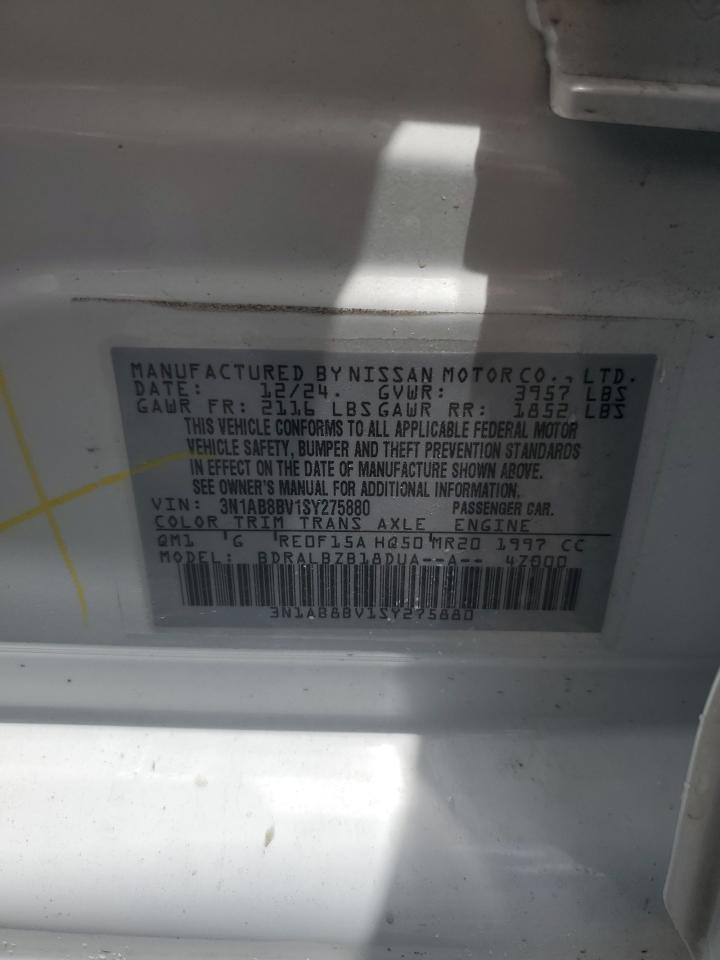 MANUFACTURED BY NISSAN MOTOR CO., LTD.
DATE: 12/24. GVWR: 3957 LBS
GAWR FR: 2116 LBS GAWR RR: 1852 LBS
THIS VEHICLE CONFORMS TO ALL APPLICABLE FEDERAL MOTOR
VEHICLE SAFETY, BUMPER AND THEFT PREVENTION STANDARDS
IN EFFECT ON THE DATE OF MANUFACTURE SHOWN ABOVE.
SEE OWNER'S MANUAL FOR ADDITIONAL INFORMATION.
VIN: 3N1AB8BV1SY275880 PASSENGER CAR.
COLOR TRIM TRANS AXLE ENGINE
QM1 'G 'RE0F15A HQ50'MR20 1997 CC
MODEL: BDRALBZB18DUA--A-- 4Z000
3N1AB8BV1SY275880